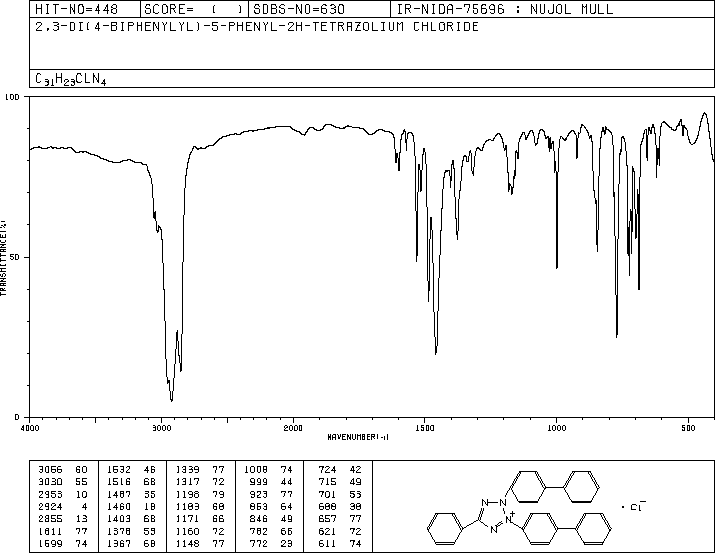 HIT-NO=448 SCORE= ( ) SDBS-NO=630 IR-NIDA-75696 : NUJOL MULL
2,3-DI(4-BIPHENYLYL)-5-PHENYL-2H-TETRAZOLIUM CHLORIDE
C31H23CLN4
100
50
0
TRANSMITTANCE(%)
4000 3000 2000 1500 1000 500
WAVENUMBER(-1)
3066 60 1532 46 1339 77 1008 74 724 42
3030 55 1516 68 1317 72 999 44 715 49
2953 10 1487 35 1198 79 923 77 701 53
2924 4 1460 18 1183 68 853 64 688 38
2855 13 1403 68 1171 66 846 49 657 77
1611 77 1378 53 1160 72 782 66 621 72
1599 74 1367 68 1148 77 772 23 611 74
N N
N N+
· Cl−